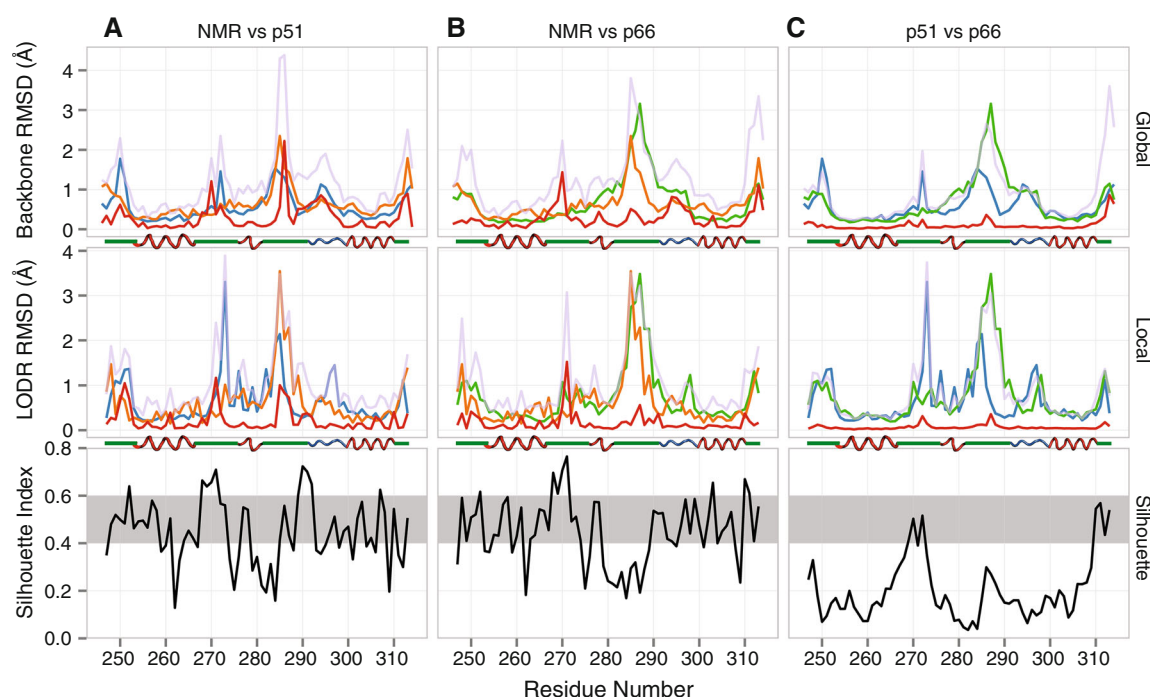 A NMR vs p51
B NMR vs p66
C p51 vs p66
Backbone RMSD (Å)
4
3
2
1
0
Global
LODR RMSD (Å)
4
3
2
1
0
Local
Silhouette Index
0.8
0.6
0.4
0.2
0.0
Silhouette
250 260 270 280 290 300 310
250 260 270 280 290 300 310
250 260 270 280 290 300 310
Residue Number